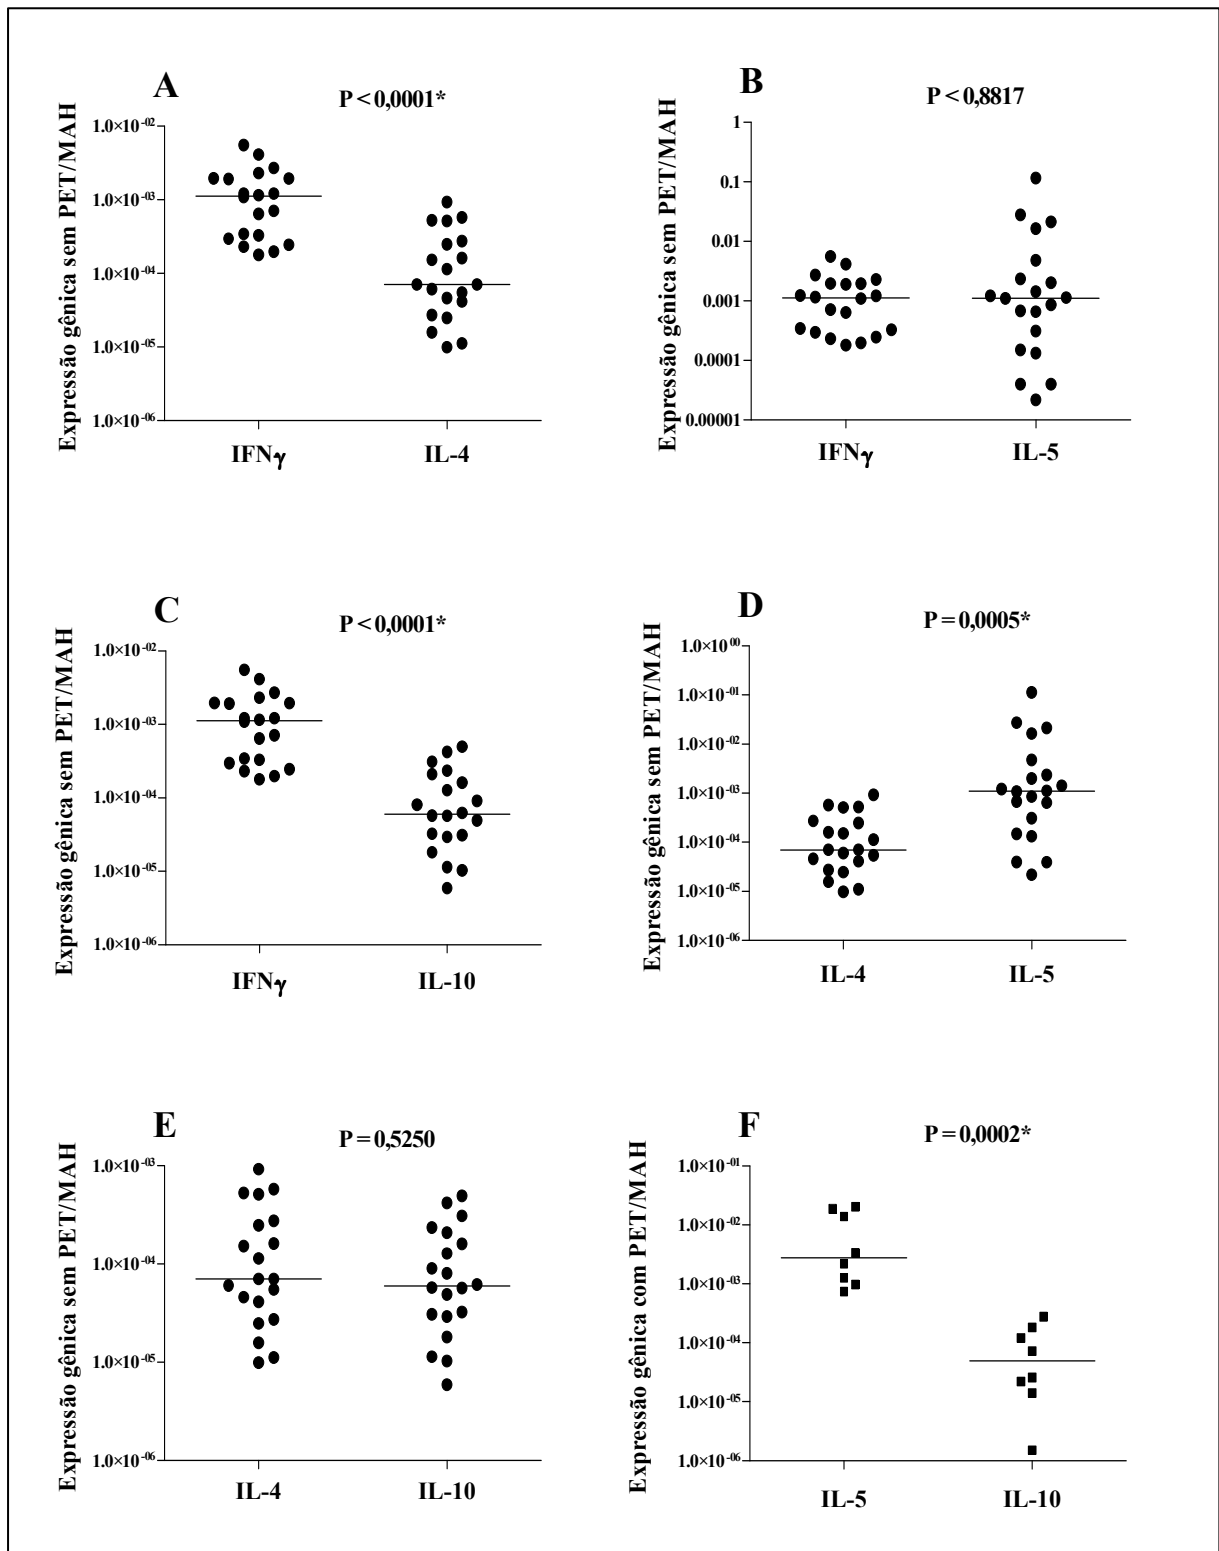 A
P < 0,0001*
Expressão gênica sem PET/MAH
1.0×10-02
1.0×10-03
1.0×10-04
1.0×10-05
1.0×10-06
IFNγ IL-4
B
P < 0,8817
Expressão gênica sem PET/MAH
1
0.1
0.01
0.001
0.0001
0.00001
IFNγ IL-5
C
P < 0,0001*
Expressão gênica sem PET/MAH
1.0×10-02
1.0×10-03
1.0×10-04
1.0×10-05
1.0×10-06
IFNγ IL-10
D
P = 0,0005*
Expressão gênica sem PET/MAH
1.0×10 00
1.0×10-01
1.0×10-02
1.0×10-03
1.0×10-04
1.0×10-05
1.0×10-06
IL-4 IL-5
E
P = 0,5250
Expressão gênica sem PET/MAH
1.0×10-03
1.0×10-04
1.0×10-05
1.0×10-06
IL-4 IL-10
F
P = 0,0002*
Expressão gênica com PET/MAH
1.0×10-01
1.0×10-02
1.0×10-03
1.0×10-04
1.0×10-05
1.0×10-06
IL-5 IL-10